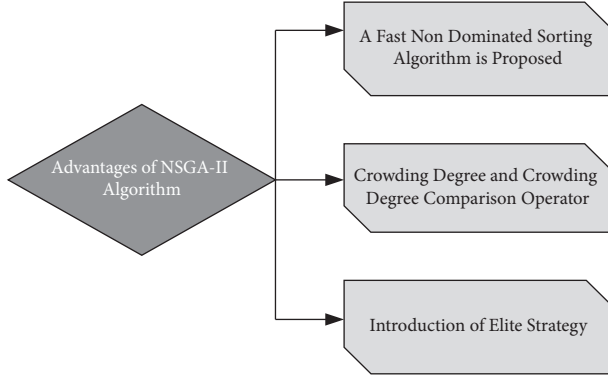 Advantages of NSGA-II
Algorithm
A Fast Non Dominated Sorting
Algorithm is Proposed
Crowding Degree and Crowding
Degree Comparison Operator
Introduction of Elite Strategy